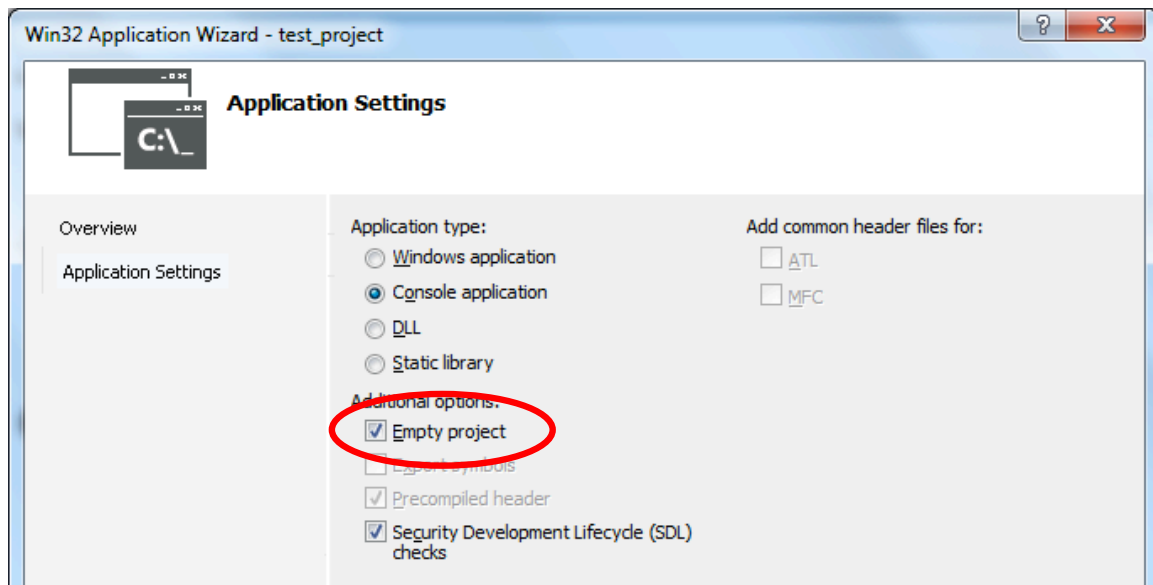 Win32 Application Wizard - test_project
C:\_
Application Settings
Overview
Application Settings
Application type:
Windows application
Console application
DLL
Static library
Additional options:
Empty project
Export symbols
Precompiled header
Security Development Lifecycle (SDL)
checks
Add common header files for:
ATL
MFC